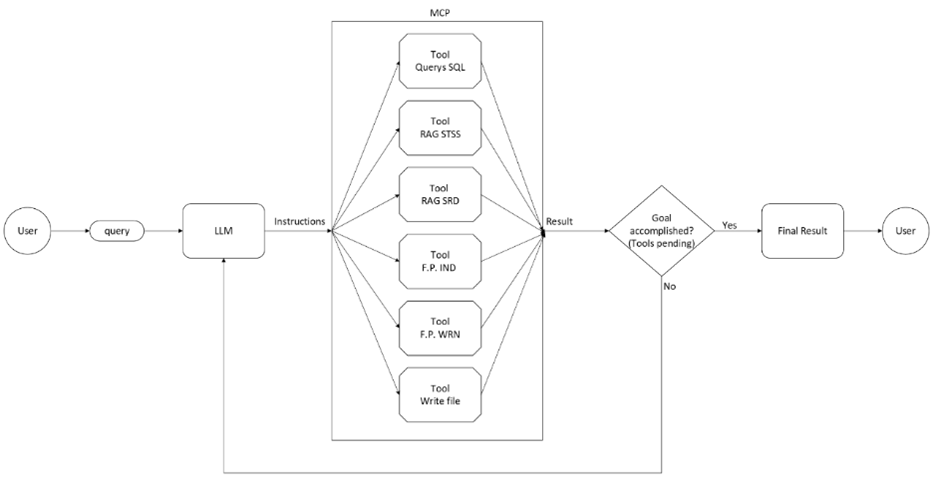 MCP
Tool
Querys SQL
Tool
RAG STSS
Tool
RAG SRD
User
query
LLM
Instructions
Result
Goal
accomplished?
(Tools pending)
Yes
Final Result
User
Tool
F.P. IND
No
Tool
F.P. WRN
Tool
Write file